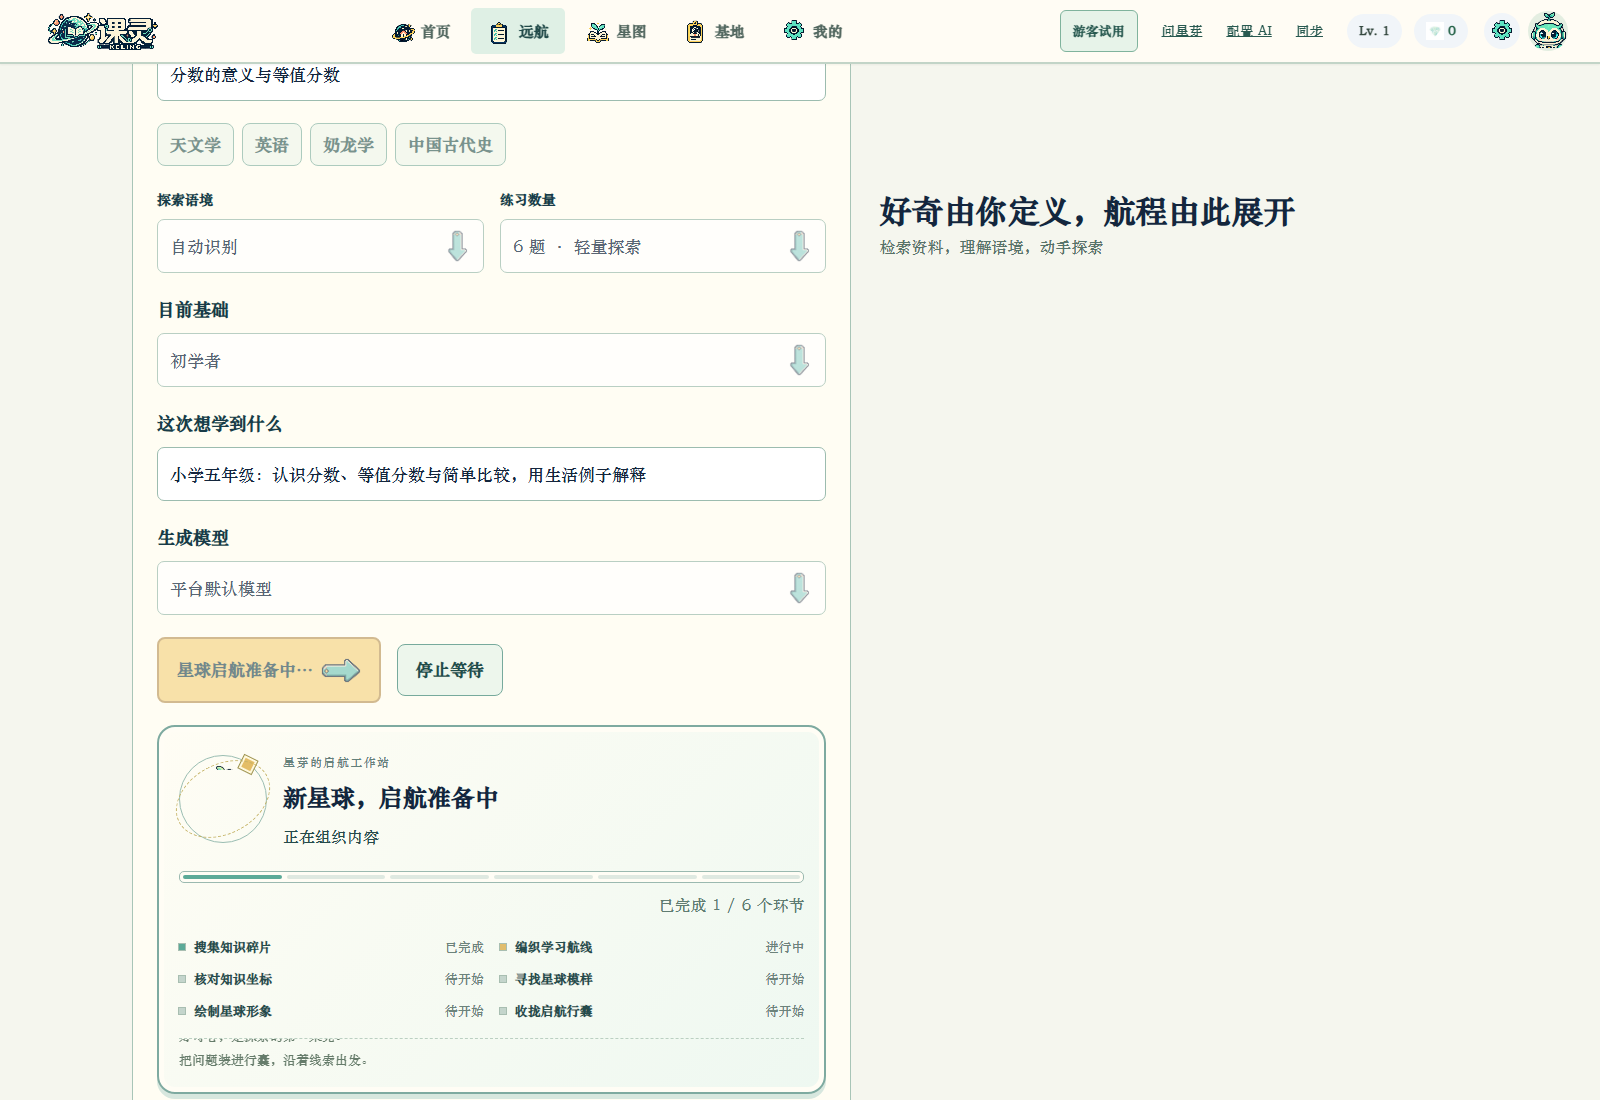 课灵
KELING
首页
远航
星图
基地
我的
游客试用
问星芽
配置 AI
同步
Lv. 1
0
分数的意义与等值分数
天文学
英语
奶龙学
中国古代史
探索语境
练习数量
自动识别
6 题 · 轻量探索
目前基础
初学者
这次想学到什么
小学五年级：认识分数、等值分数与简单比较，用生活例子解释
生成模型
平台默认模型
星球启航准备中…
停止等待
星芽的启航工作站
新星球，启航准备中
正在组织内容
已完成 1 / 6 个环节
搜集知识碎片 已完成
编织学习航线 进行中
核对知识坐标 待开始
寻找星球模样 待开始
绘制星球形象 待开始
收拢启航行囊 待开始
把问题装进行囊，沿着线索出发。
好奇由你定义，航程由此展开
检索资料，理解语境，动手探索